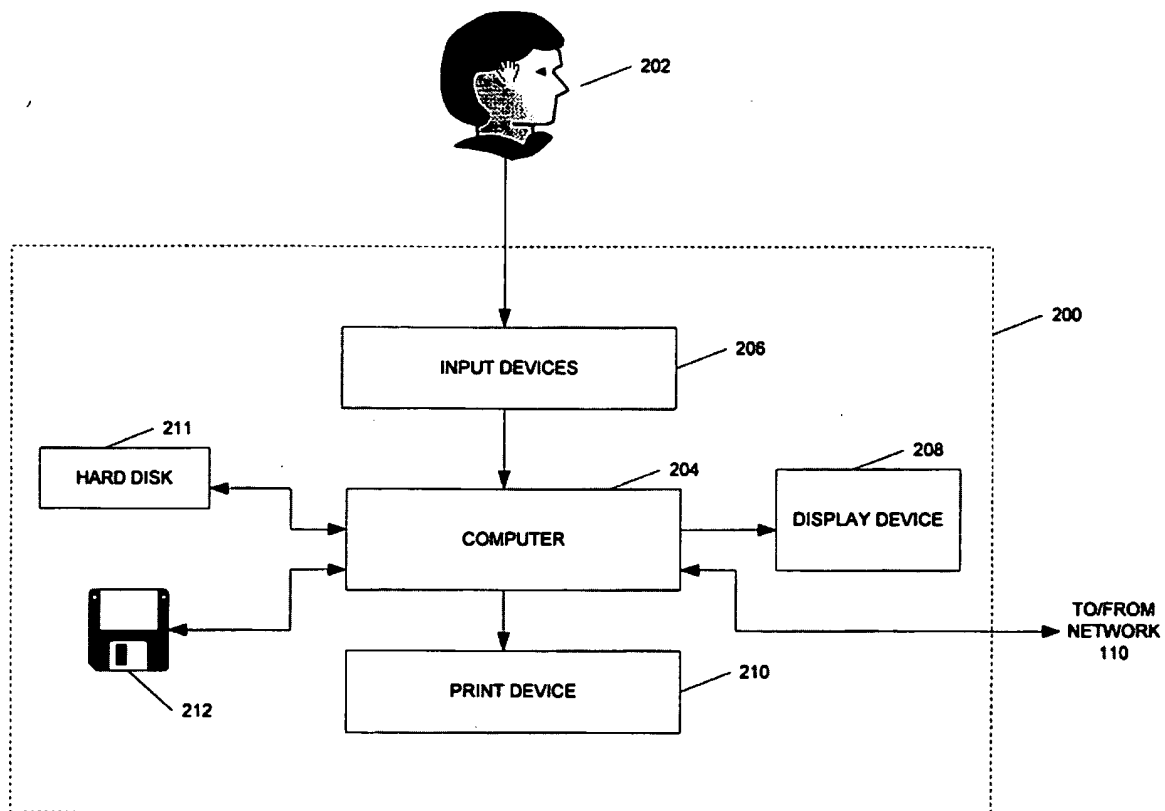 202
200
INPUT DEVICES
206
211
HARD DISK
204
COMPUTER
208
DISPLAY DEVICE
TO/FROM
NETWORK
110
212
PRINT DEVICE
210